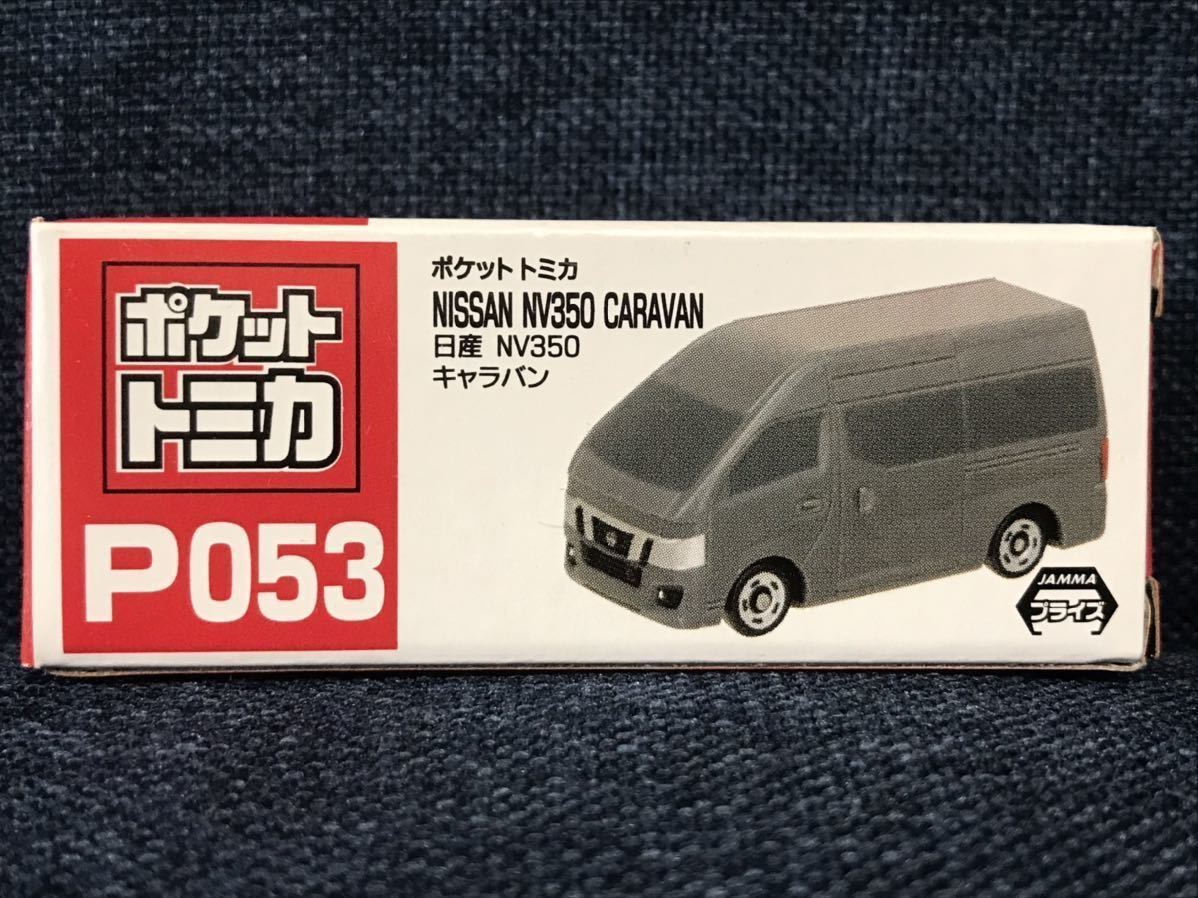 ポケット
トミカ
P053
ポケットトミカ
NISSAN NV350 CARAVAN
日産 NV350
キャラバン
JAMMA
プライズ